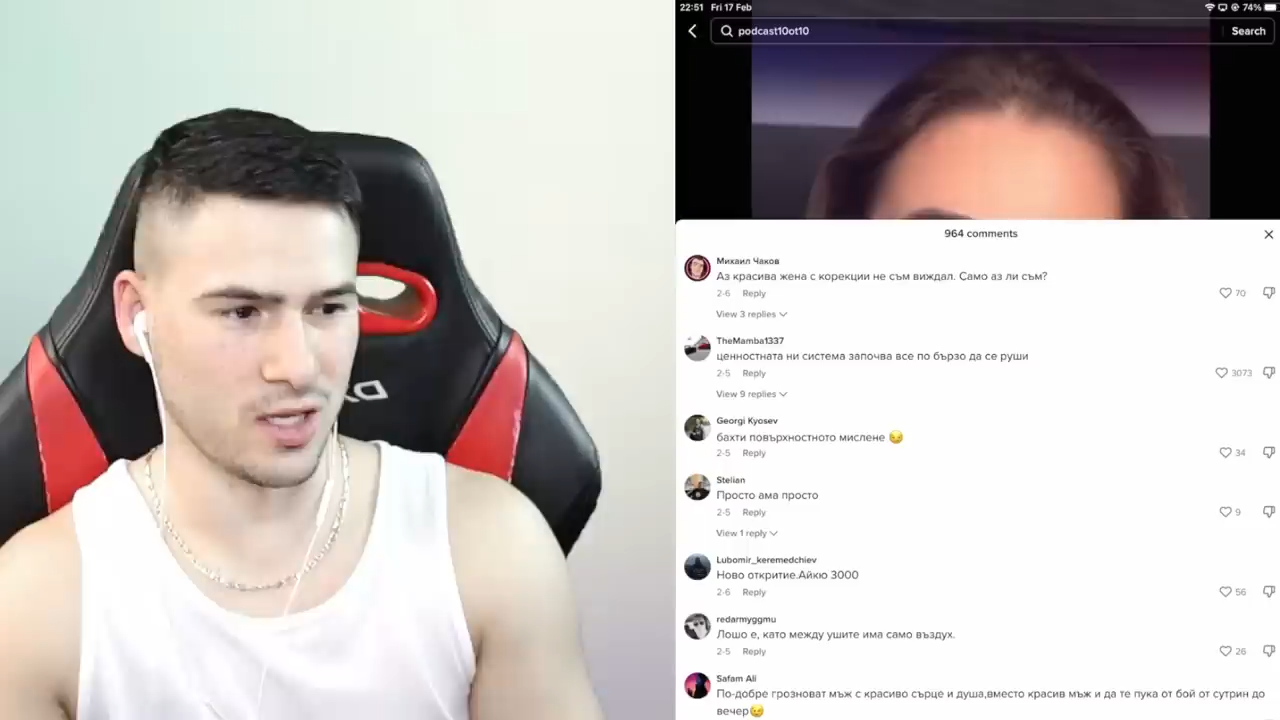 22:51 Fri 17 Feb
74%
podcast10ot10
Search
964 comments
Михаил Чаков
Аз красива жена с корекции не съм виждал. Само аз ли съм?
2-6 Reply
70
View 3 replies
TheMamba1337
ценностната ни система започва все по бързо да се руши
2-5 Reply
3073
View 9 replies
Georgi Kyosev
бахти повърхностното мислене
2-5 Reply
34
Steiian
Просто ама просто
2-5 Reply
9
View 1 reply
Lubomir_keremedchiev
Ново откритие.Айкю 3000
2-6 Reply
56
redarmyggmu
Лошо е, като между ушите има само въздух.
2-5 Reply
26
Safam Ali
По-добре грозноват мъж с красиво сърце и душа,вместо красив мъж и да те пука от бой от сутрин до
вечер